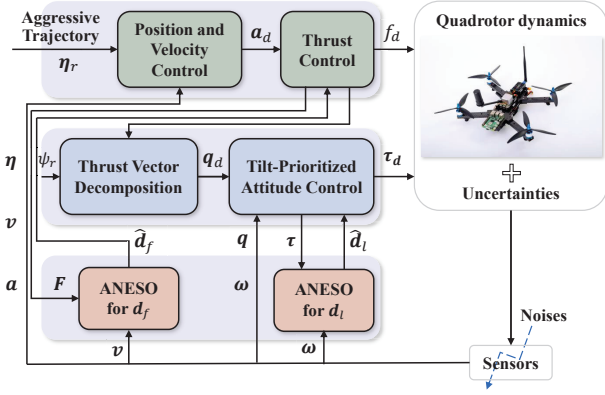 Aggressive
Trajectory
η_r
Position and
Velocity
Control
a_d
Thrust
Control
f_d
Quadrotor dynamics
Uncertainties
η
v
a
ψ_r
Thrust Vector
Decomposition
q_d
Tilt-Prioritized
Attitude Control
τ_d
d̂_f
q
τ
d̂_l
F
ANESO
for d_f
ω
ANESO
for d_l
v
ω
Noises
Sensors